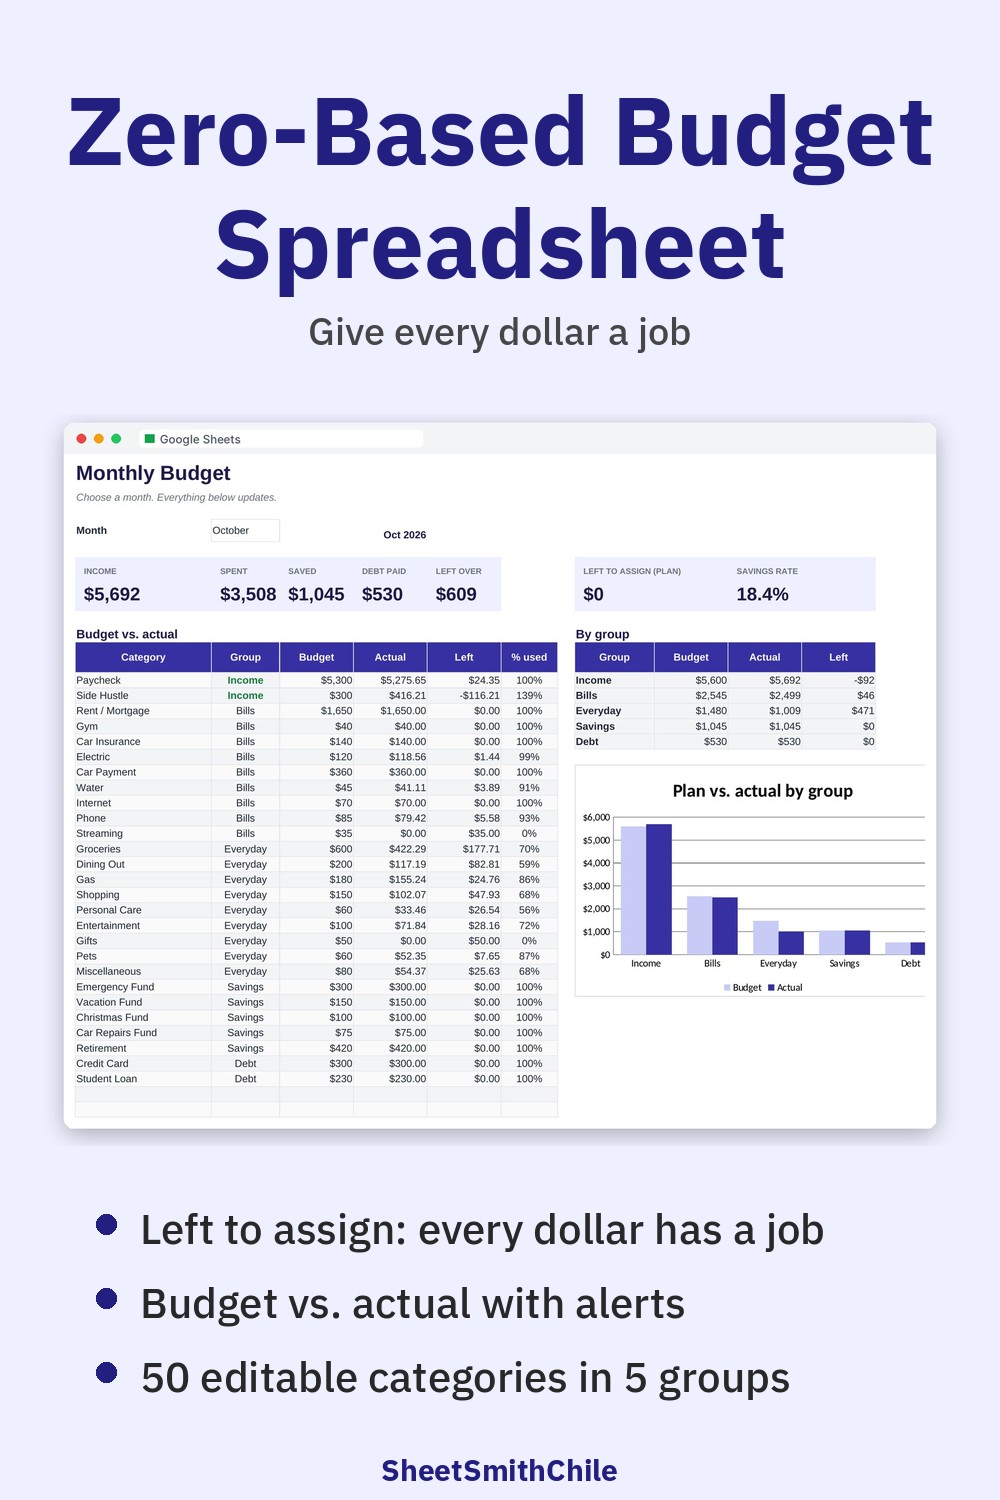 Zero-Based Budget
Spreadsheet
Give every dollar a job
Google Sheets
Monthly Budget
Choose a month. Everything below updates.
Month October Oct 2026
INCOME SPENT SAVED DEBT PAID LEFT OVER
$5,692 $3,508 $1,045 $530 $609
LEFT TO ASSIGN (PLAN) SAVINGS RATE
$0 18.4%
Budget vs. actual
Category Group Budget Actual Left % used
Paycheck Income $5,300 $5,275.65 $24.35 100%
Side Hustle Income $300 $416.21 -$116.21 139%
Rent / Mortgage Bills $1,650 $1,650.00 $0.00 100%
Gym Bills $40 $40.00 $0.00 100%
Car Insurance Bills $140 $140.00 $0.00 100%
Electric Bills $120 $118.56 $1.44 99%
Car Payment Bills $360 $360.00 $0.00 100%
Water Bills $45 $41.11 $3.89 91%
Internet Bills $70 $70.00 $0.00 100%
Phone Bills $85 $79.42 $5.58 93%
Streaming Bills $35 $0.00 $35.00 0%
Groceries Everyday $600 $422.29 $177.71 70%
Dining Out Everyday $200 $117.19 $82.81 59%
Gas Everyday $180 $155.24 $24.76 86%
Shopping Everyday $150 $102.07 $47.93 68%
Personal Care Everyday $60 $33.46 $26.54 56%
Entertainment Everyday $100 $71.84 $28.16 72%
Gifts Everyday $50 $0.00 $50.00 0%
Pets Everyday $60 $52.35 $7.65 87%
Miscellaneous Everyday $80 $54.37 $25.63 68%
Emergency Fund Savings $300 $300.00 $0.00 100%
Vacation Fund Savings $150 $150.00 $0.00 100%
Christmas Fund Savings $100 $100.00 $0.00 100%
Car Repairs Fund Savings $75 $75.00 $0.00 100%
Retirement Savings $420 $420.00 $0.00 100%
Credit Card Debt $300 $300.00 $0.00 100%
Student Loan Debt $230 $230.00 $0.00 100%
By group
Group Budget Actual Left
Income $5,600 $5,692 -$92
Bills $2,545 $2,499 $46
Everyday $1,480 $1,009 $471
Savings $1,045 $1,045 $0
Debt $530 $530 $0
Plan vs. actual by group
$6,000
$5,000
$4,000
$3,000
$2,000
$1,000
$0
Income Bills Everyday Savings Debt
Budget Actual
Left to assign: every dollar has a job
Budget vs. actual with alerts
50 editable categories in 5 groups
SheetSmithChile